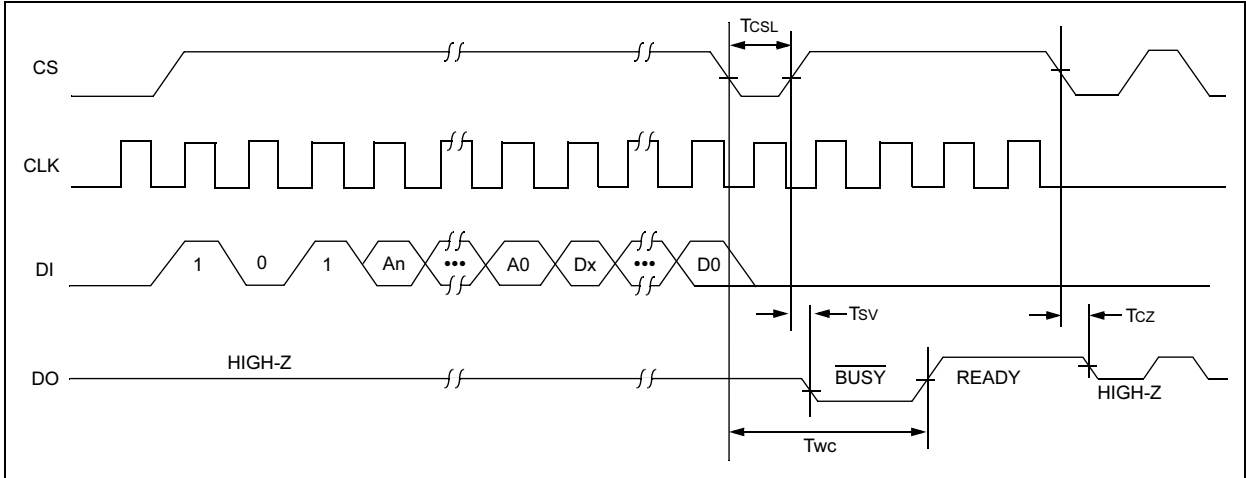 TCSL
CS
CLK
DI
1
0
1
An
•••
A0
Dx
•••
D0
TSV
TCZ
HIGH-Z
DO
BUSY
READY
HIGH-Z
TWC